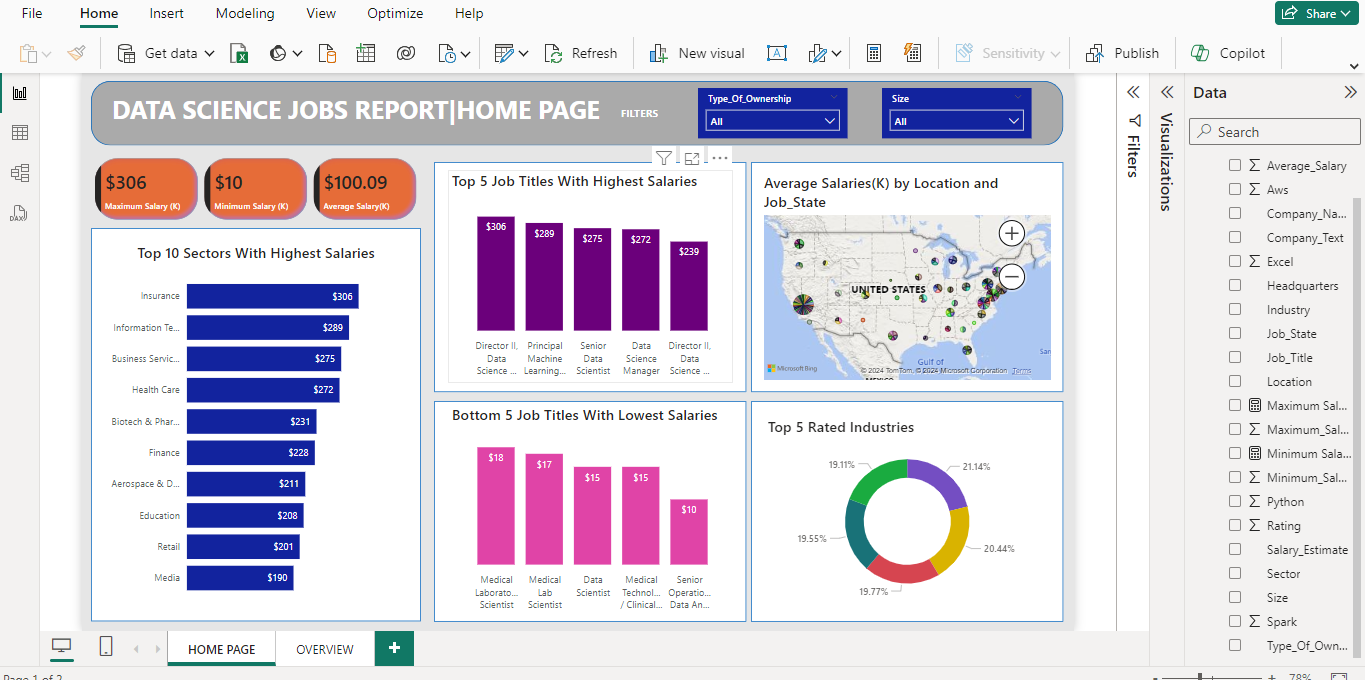 File Home Insert Modeling View Optimize Help Share
Get data Refresh New visual Sensitivity Publish Copilot
DATA SCIENCE JOBS REPORT|HOME PAGE
FILTERS
Type_Of_Ownership
All
Size
All
$306
Maximum Salary (K)
$10
Minimum Salary (K)
$100.09
Average Salary(K)
Top 10 Sectors With Highest Salaries
Insurance $306
Information Te... $289
Business Servic... $275
Health Care $272
Biotech & Phar... $231
Finance $228
Aerospace & D... $211
Education $208
Retail $201
Media $190
Top 5 Job Titles With Highest Salaries
$306 $289 $275 $272 $239
Director II, Principal Senior Data Director II,
Data Machine Data Science Data
Science ... Learning... Scientist Manager Science ...
Bottom 5 Job Titles With Lowest Salaries
$18 $17 $15 $15 $10
Medical Medical Data Medical Senior
Laborato... Lab Scientist Technol... Operatio...
Scientist Scientist / Clinical... Data An...
Average Salaries(K) by Location and
Job_State
UNITED STATES
Gulf of
MEXICO
Sar
Microsoft Bing
© 2024 TomTom, © 2024 Microsoft Corporation Terms
Top 5 Rated Industries
19.11% 21.14%
19.55% 20.44%
19.77%
Filters
Visualizations
Data
Search
Average_Salary
Aws
Company_Na...
Company_Text
Excel
Headquarters
Industry
Job_State
Job_Title
Location
Maximum Sal...
Maximum_Sal...
Minimum Sala...
Minimum_Sal...
Python
Rating
Salary_Estimate
Sector
Size
Spark
Type_Of_Own...
HOME PAGE OVERVIEW
Page 1 of 2
78%